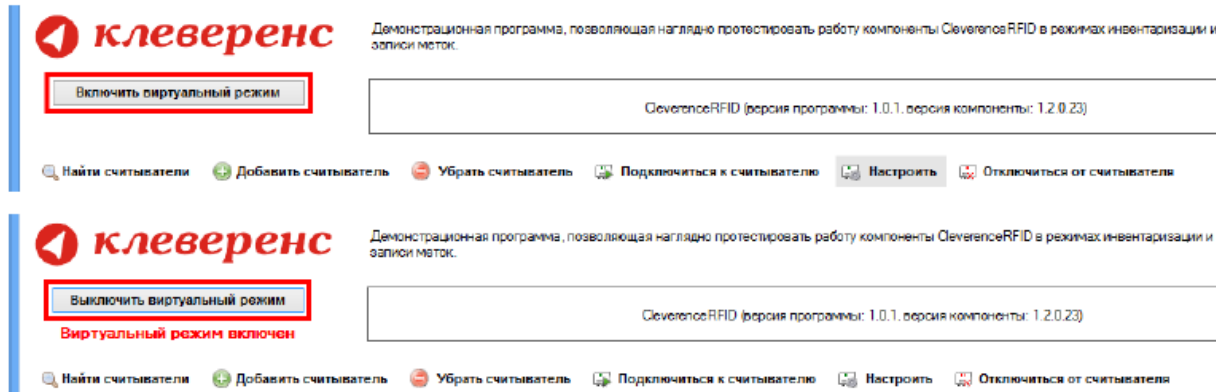 клеверенс
Демонстрационная программа, позволяющая наглядно протестировать работу компоненты CleverenceRFID в режимах инвентаризации и
записи меток.
Включить виртуальный режим
CleverenceRFID (версия программы: 1.0.1. версия компоненты: 1.2.0.23)
Найти считыватели Добавить считыватель Убрать считыватель Подключиться к считывателю Настроить Отключиться от считывателя
клеверенс
Демонстрационная программа, позволяющая наглядно протестировать работу компоненты CleverenceRFID в режимах инвентаризации и
записи меток.
Выключить виртуальный режим
Виртуальный режим включен
CleverenceRFID (версия программы: 1.0.1. версия компоненты: 1.2.0.23)
Найти считыватели Добавить считыватель Убрать считыватель Подключиться к считывателю Настроить Отключиться от считывателя